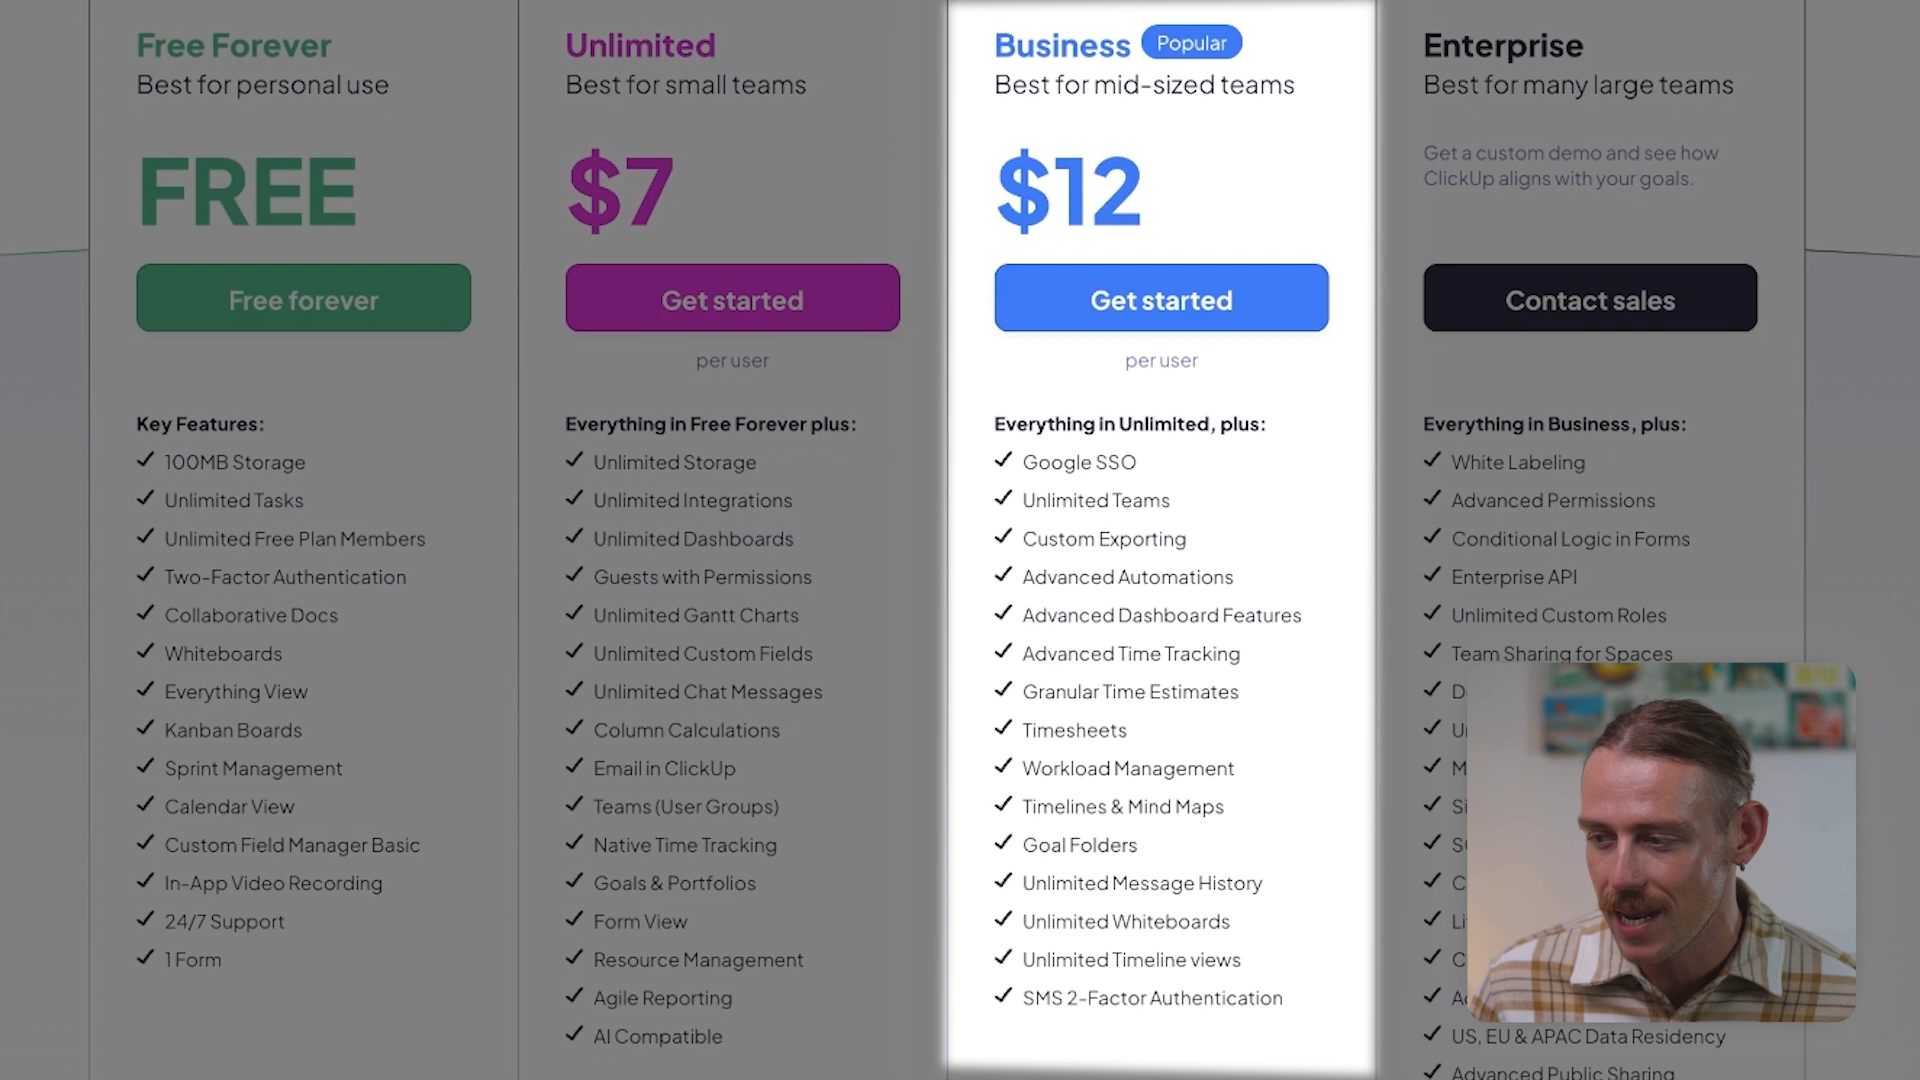 Free Forever
Best for personal use
FREE
Free forever
Key Features:
100MB Storage
Unlimited Tasks
Unlimited Free Plan Members
Two-Factor Authentication
Collaborative Docs
Whiteboards
Everything View
Kanban Boards
Sprint Management
Calendar View
Custom Field Manager Basic
In-App Video Recording
24/7 Support
1 Form
Unlimited
Best for small teams
$7
Get started
per user
Everything in Free Forever plus:
Unlimited Storage
Unlimited Integrations
Unlimited Dashboards
Guests with Permissions
Unlimited Gantt Charts
Unlimited Custom Fields
Unlimited Chat Messages
Column Calculations
Email in ClickUp
Teams (User Groups)
Native Time Tracking
Goals & Portfolios
Form View
Resource Management
Agile Reporting
AI Compatible
Business Popular
Best for mid-sized teams
$12
Get started
per user
Everything in Unlimited, plus:
Google SSO
Unlimited Teams
Custom Exporting
Advanced Automations
Advanced Dashboard Features
Advanced Time Tracking
Granular Time Estimates
Timesheets
Workload Management
Timelines & Mind Maps
Goal Folders
Unlimited Message History
Unlimited Whiteboards
Unlimited Timeline views
SMS 2-Factor Authentication
Enterprise
Best for many large teams
Get a custom demo and see how
ClickUp aligns with your goals.
Contact sales
Everything in Business, plus:
White Labeling
Advanced Permissions
Conditional Logic in Forms
Enterprise API
Unlimited Custom Roles
Team Sharing for Spaces
US, EU & APAC Data Residency
Advanced Public Sharing